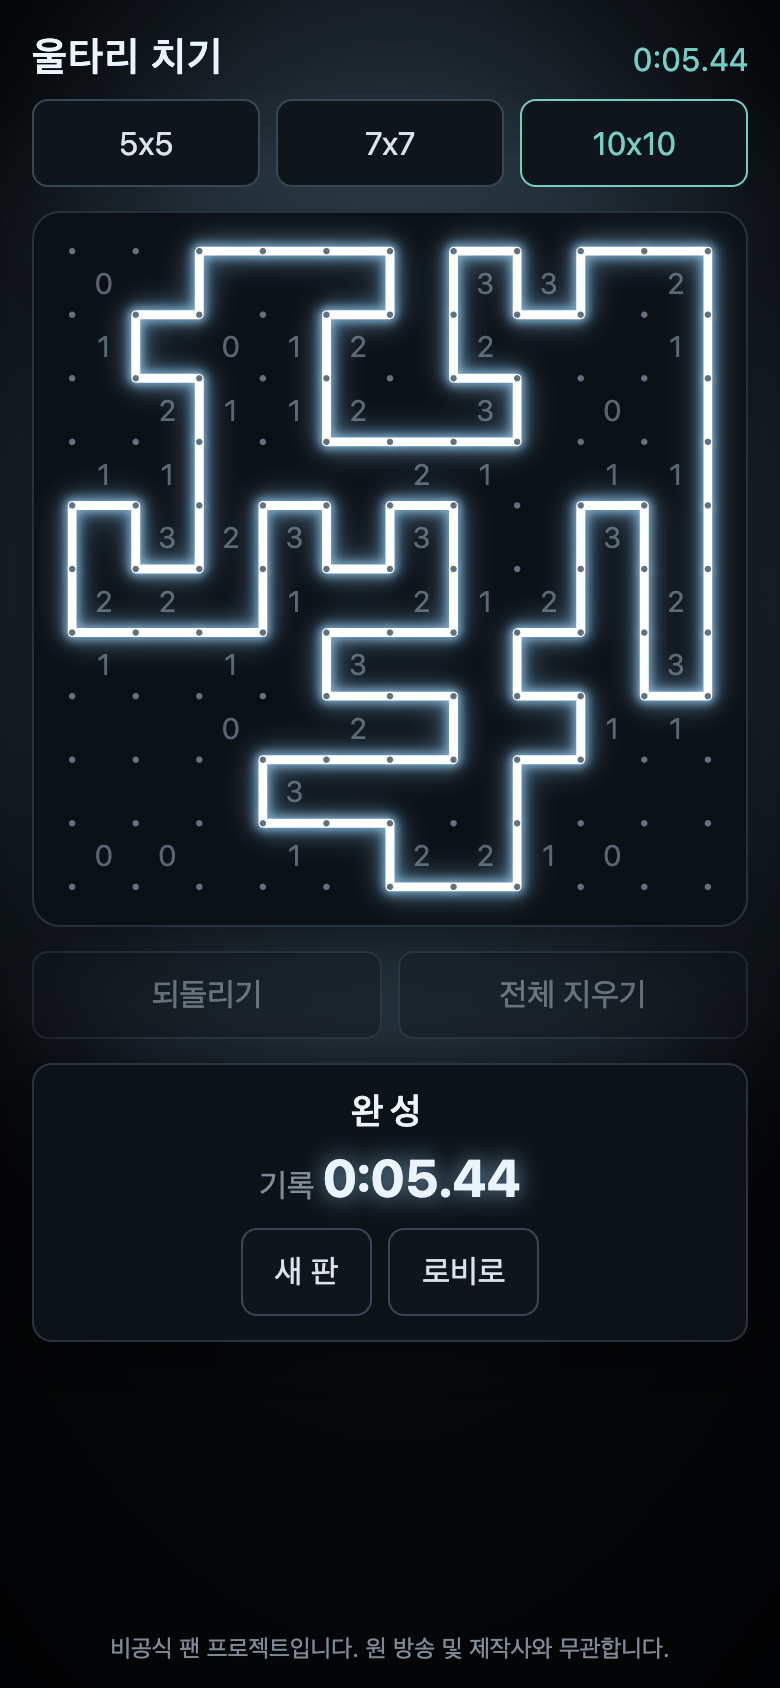 울타리 치기
0:05.44
5x5 7x7 10x10
0 3 3 2
1 0 1 2 2 1
2 1 1 2 3 0
1 1 2 1 1 1
3 2 3 3 3
2 2 1 2 1 2 2
1 1 3 3
0 2 1 1
3
0 0 1 2 2 1 0
되돌리기 전체 지우기
완성
기록 0:05.44
새 판 로비로
비공식 팬 프로젝트입니다. 원 방송 및 제작사와 무관합니다.